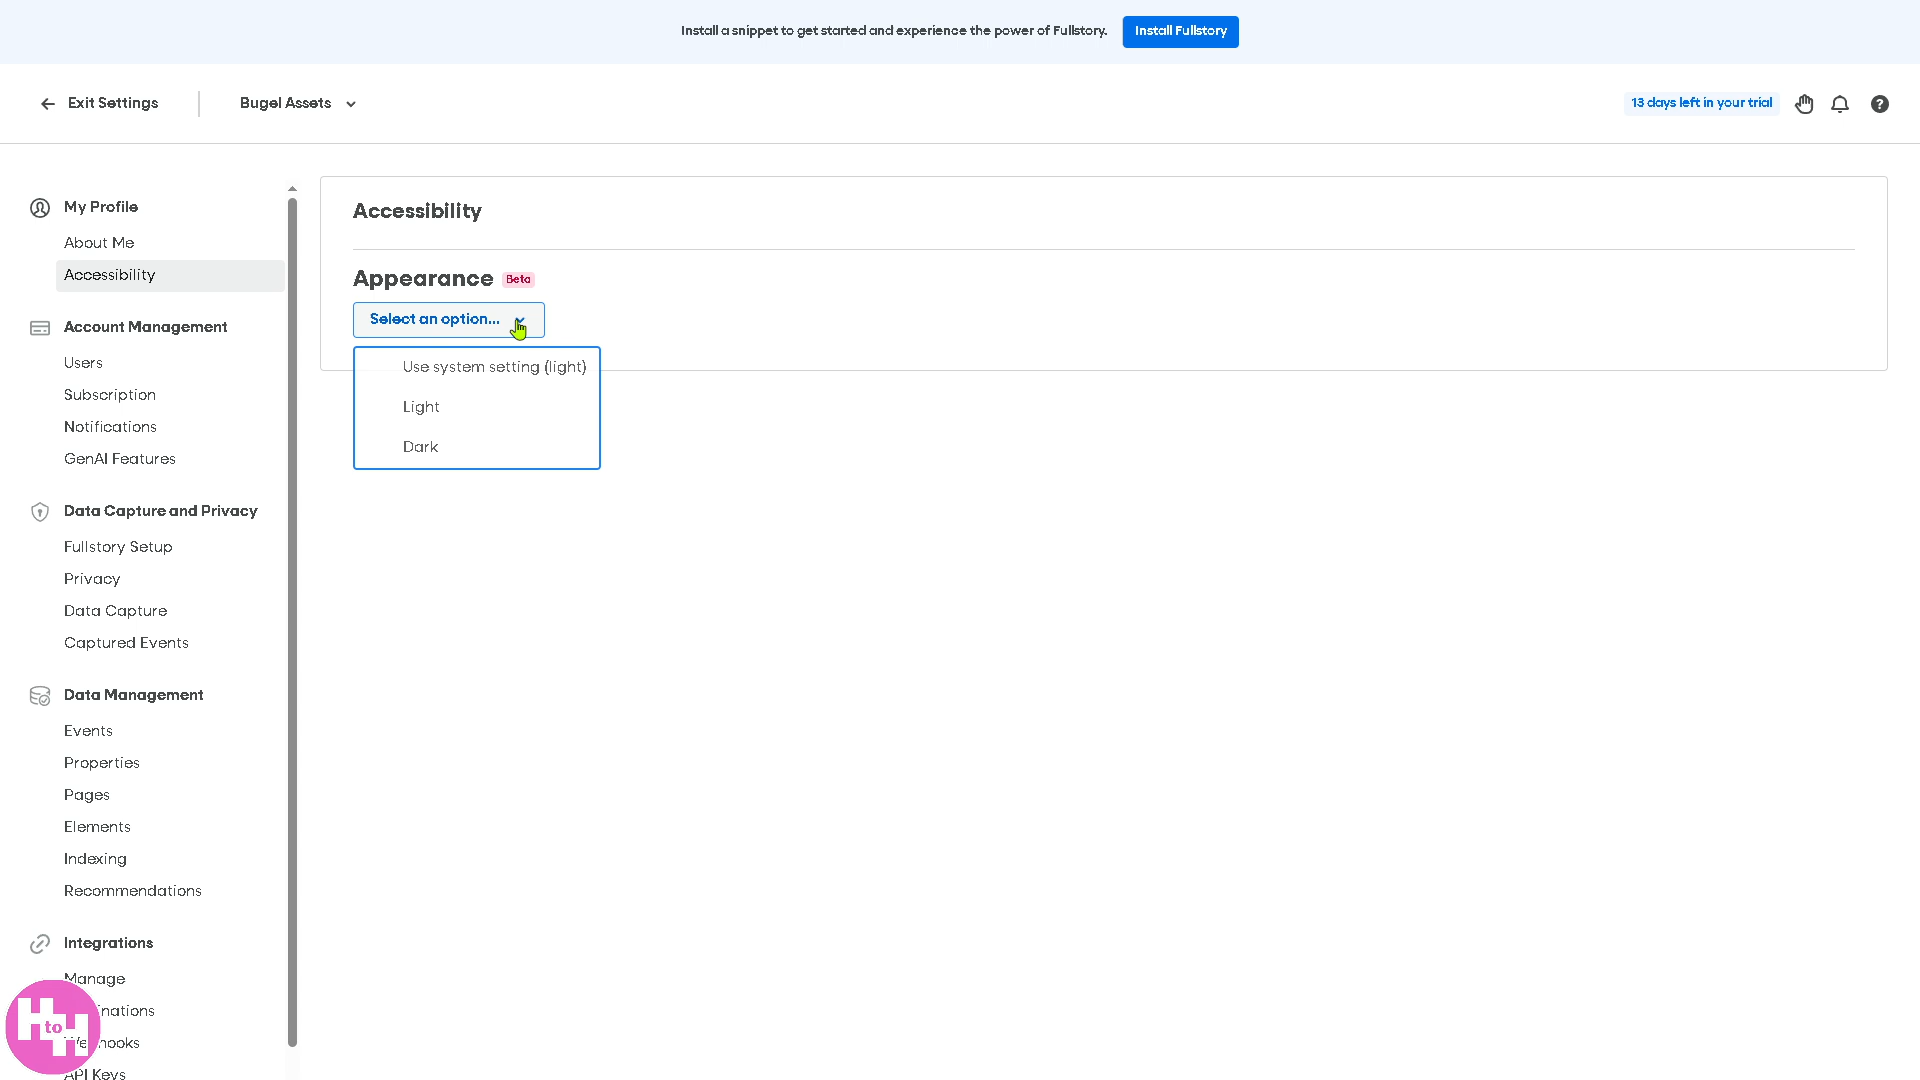 Install a snippet to get started and experience the power of Fullstory.
Install Fullstory
Exit Settings
Bugel Assets
13 days left in your trial
My Profile
About Me
Accessibility
Account Management
Users
Subscription
Notifications
GenAI Features
Data Capture and Privacy
Fullstory Setup
Privacy
Data Capture
Captured Events
Data Management
Events
Properties
Pages
Elements
Indexing
Recommendations
Integrations
Manage
API Keys
H to H
Accessibility
Appearance Beta
Select an option...
Use system setting (light)
Light
Dark